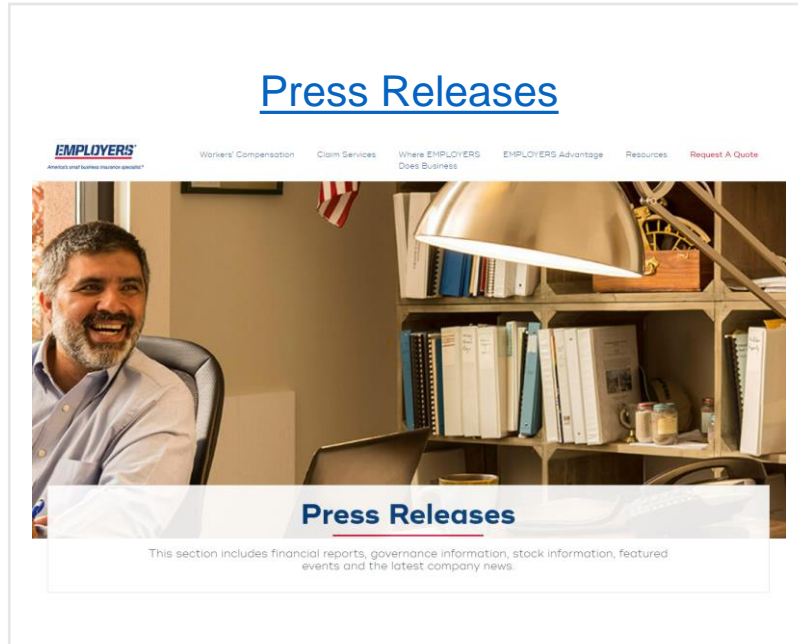 Press Releases
EMPLOYERS®
America's small business insurance specialist.®
Workers' Compensation
Claim Services
Where EMPLOYERS
Does Business
EMPLOYERS Advantage
Resources
Request A Quote
Press Releases
This section includes financial reports, governance information, stock information, featured
events and the latest company news.